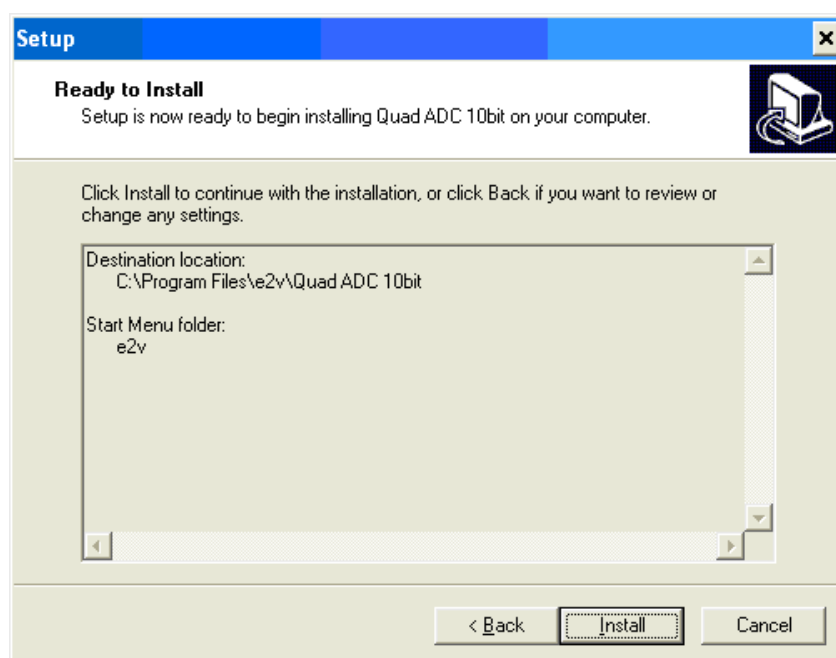 Setup
Ready to Install
Setup is now ready to begin installing Quad ADC 10bit on your computer.
Click Install to continue with the installation, or click Back if you want to review or
change any settings.
Destination location:
C:\Program Files\e2v\Quad ADC 10bit
Start Menu folder:
e2v
< Back
Install
Cancel